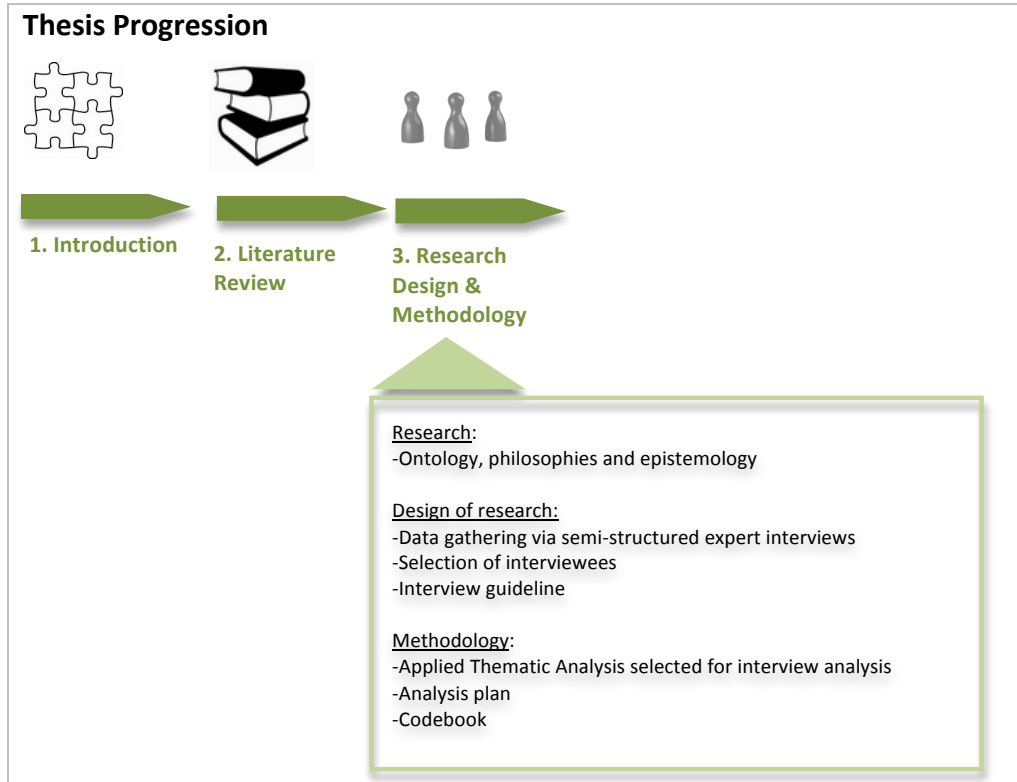 Thesis Progression
1. Introduction
2. Literature
Review
3. Research
Design &
Methodology
Research:
-Ontology, philosophies and epistemology
Design of research:
-Data gathering via semi-structured expert interviews
-Selection of interviewees
-Interview guideline
Methodology:
-Applied Thematic Analysis selected for interview analysis
-Analysis plan
-Codebook